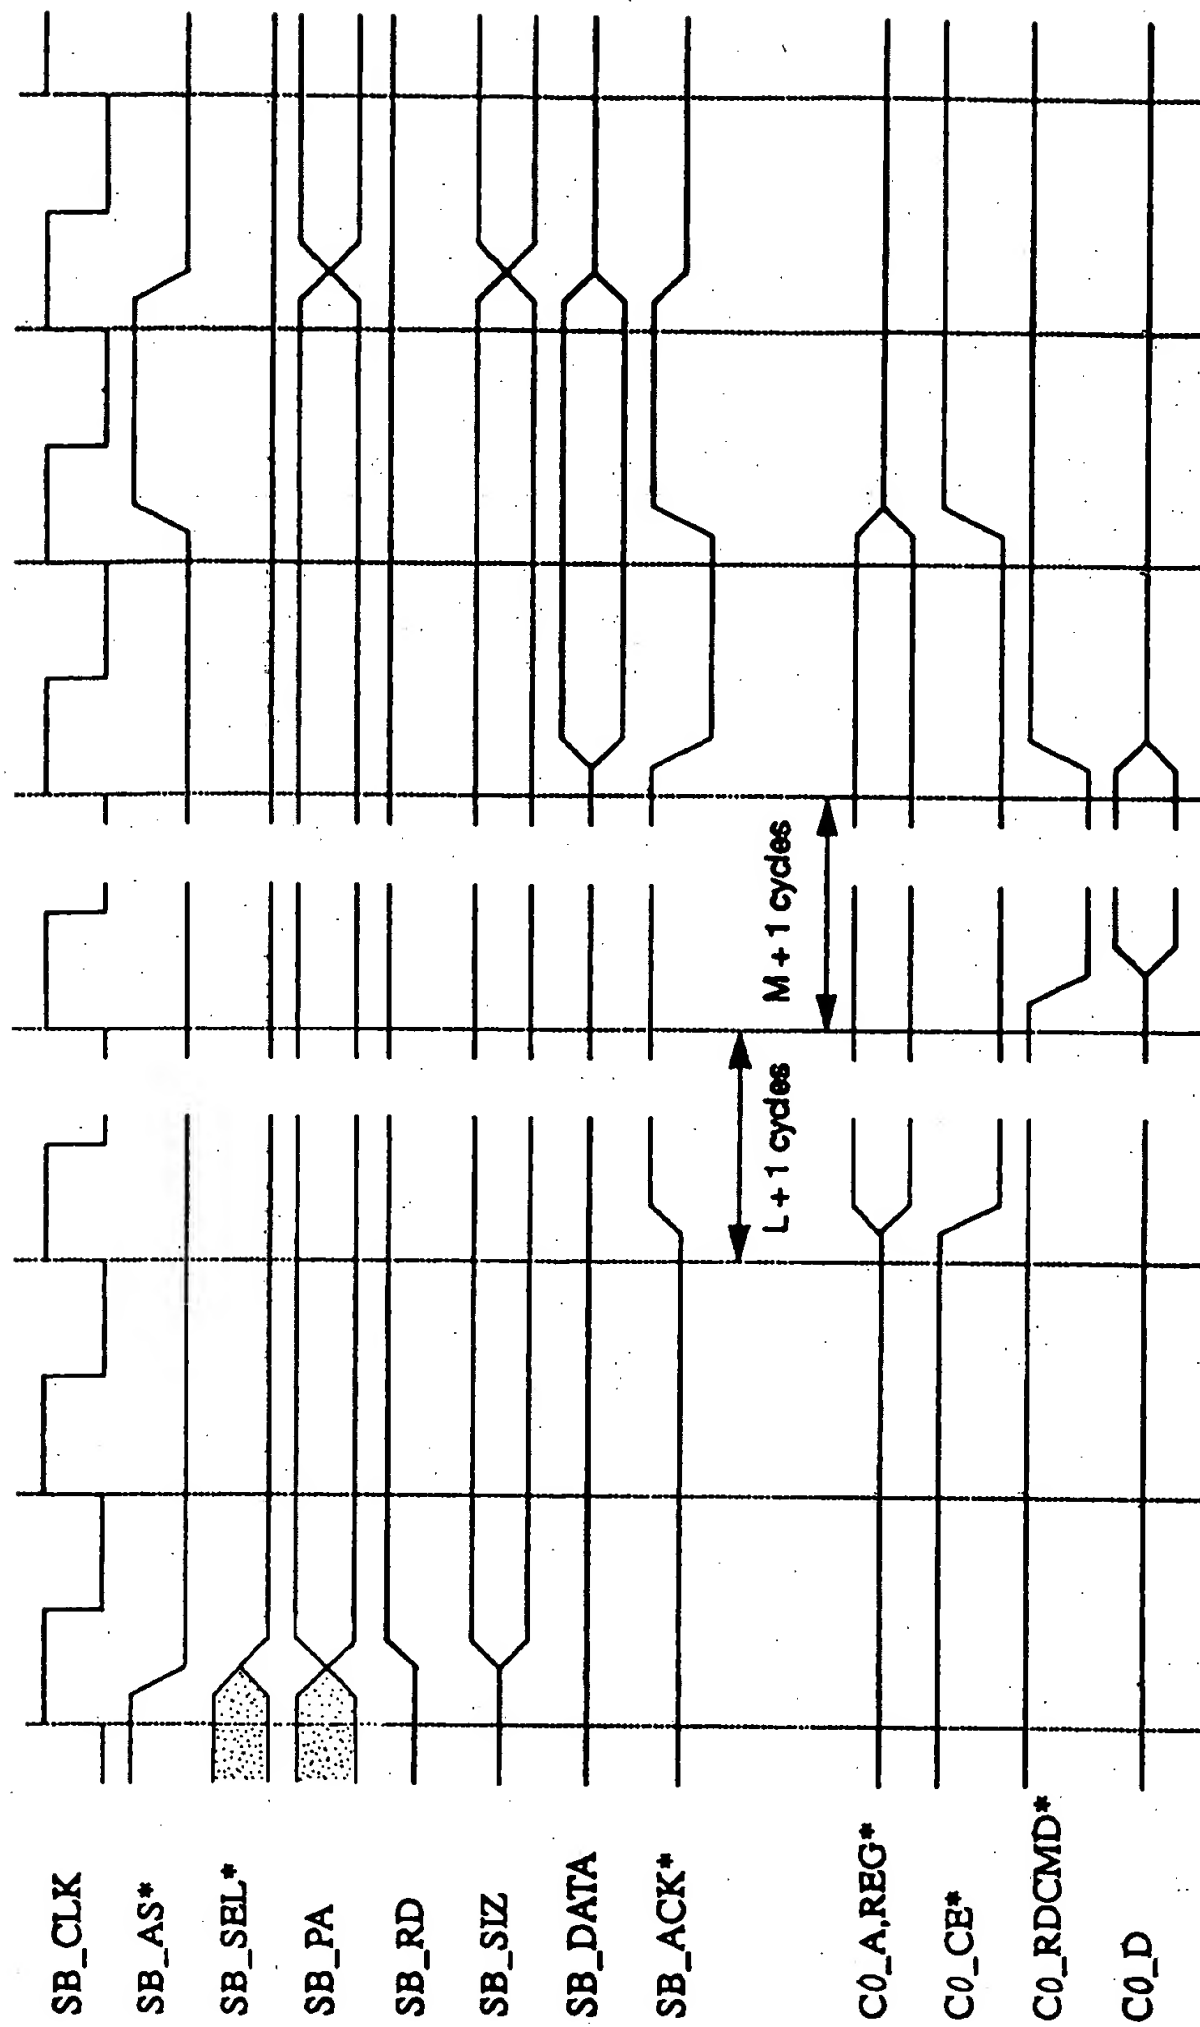 SB_CLK
SB_AS*
SB_SEL*
SB_PA
SB_RD
SB_SIZ
SB_DATA
SB_ACK*
L + 1 cycles
M + 1 cycles
C0_A,REG*
C0_CE*
C0_RDCMD*
C0_D